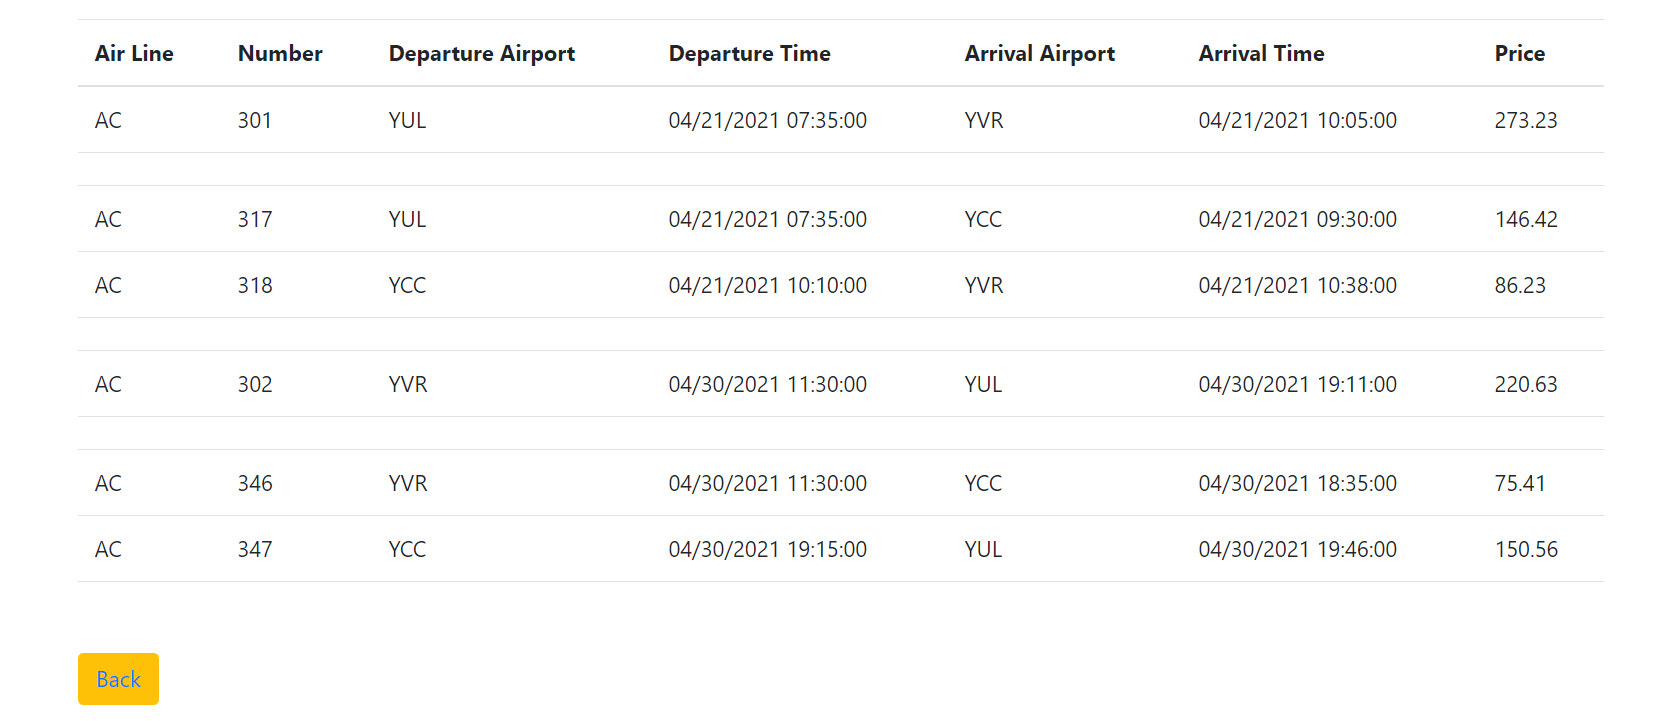 Air Line Number Departure Airport Departure Time Arrival Airport Arrival Time Price
AC 301 YUL 04/21/2021 07:35:00 YVR 04/21/2021 10:05:00 273.23
AC 317 YUL 04/21/2021 07:35:00 YCC 04/21/2021 09:30:00 146.42
AC 318 YCC 04/21/2021 10:10:00 YVR 04/21/2021 10:38:00 86.23
AC 302 YVR 04/30/2021 11:30:00 YUL 04/30/2021 19:11:00 220.63
AC 346 YVR 04/30/2021 11:30:00 YCC 04/30/2021 18:35:00 75.41
AC 347 YCC 04/30/2021 19:15:00 YUL 04/30/2021 19:46:00 150.56
Back